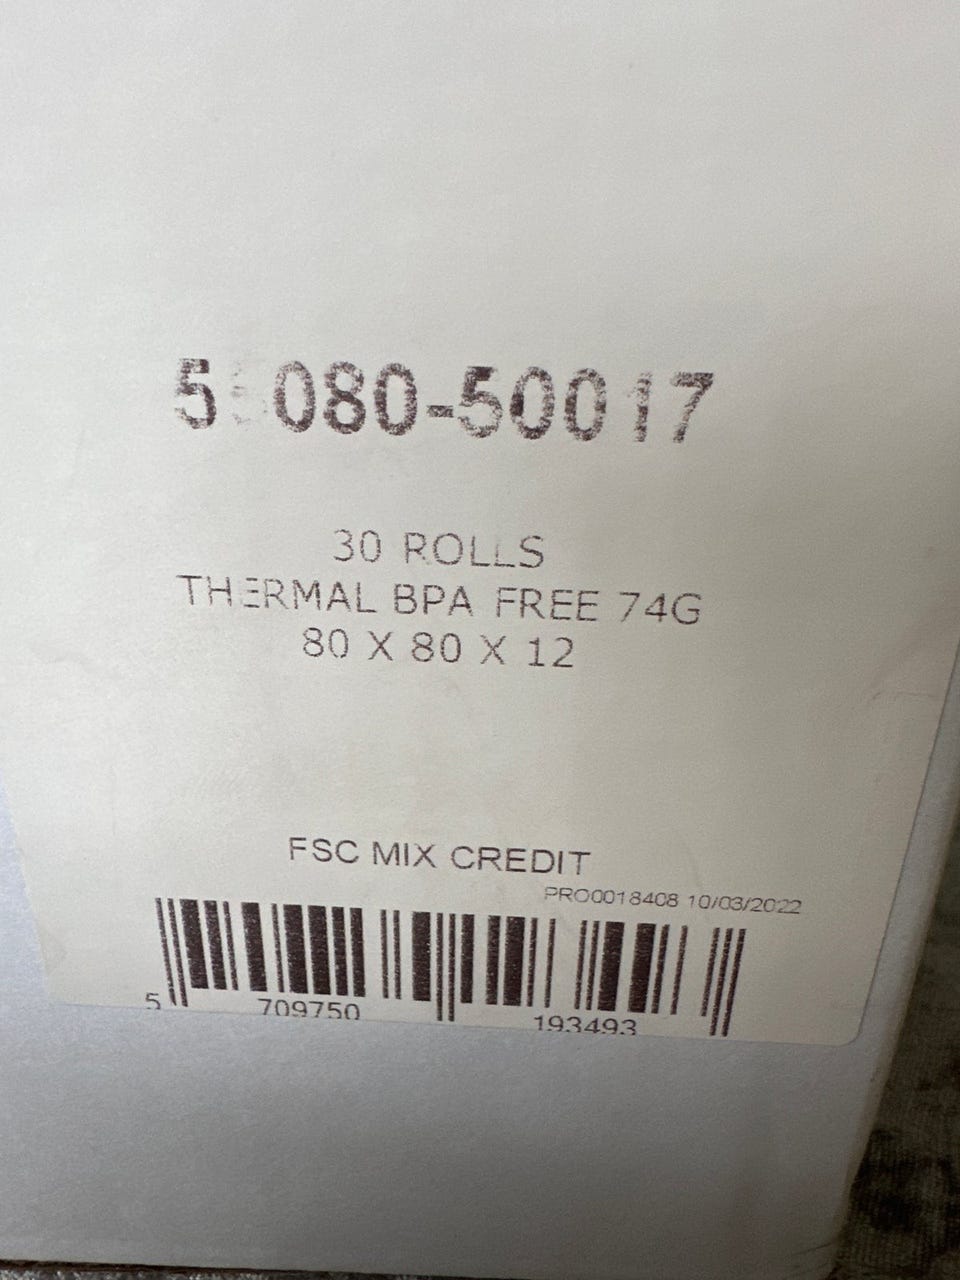 30 ROLLS
THERMAL BPA FREE 74G
80 X 80 X 12
FSC MIX CREDIT
PRO0018408 10/03/2022
5 709750 193493